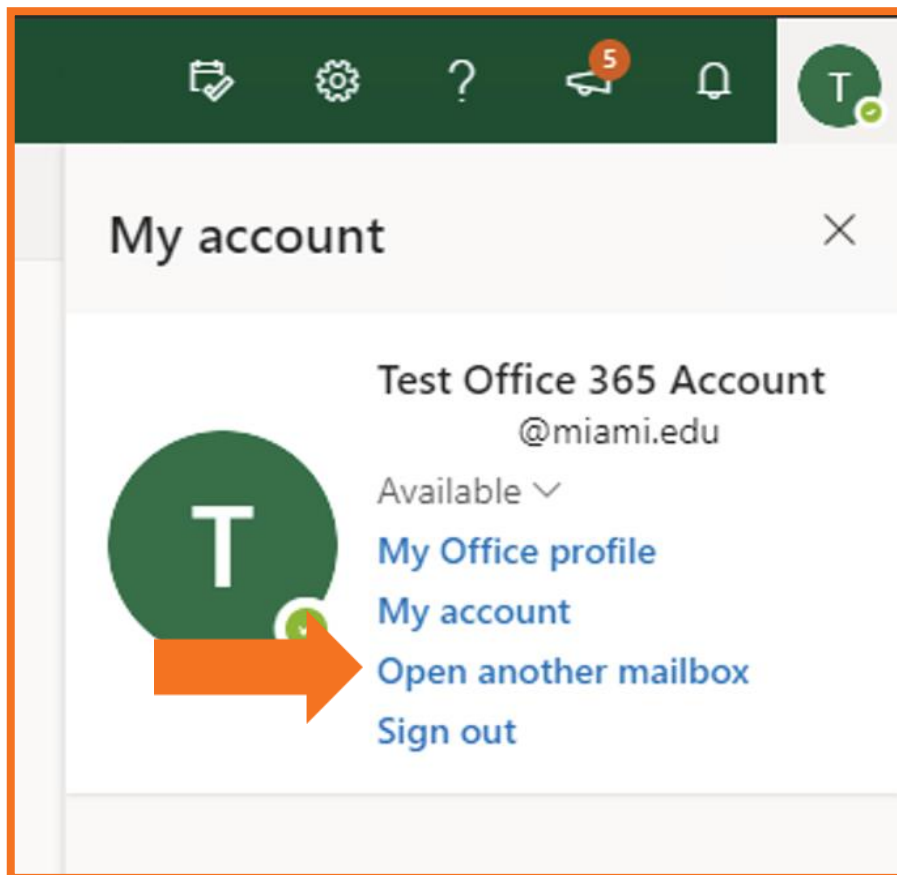 ?
5
T
My account
Test Office 365 Account
@miami.edu
Available
T
My Office profile
My account
Open another mailbox
Sign out